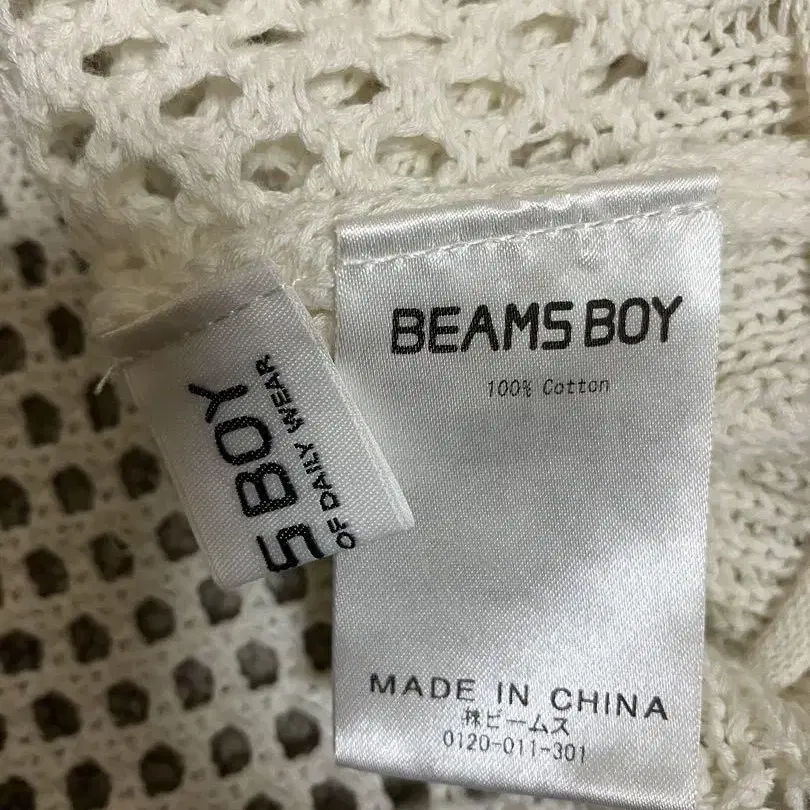 BEAMS BOY
100% Cotton
MADE IN CHINA
㈱ビームス
0120-011-301
S BOY
OF DAILY WEAR